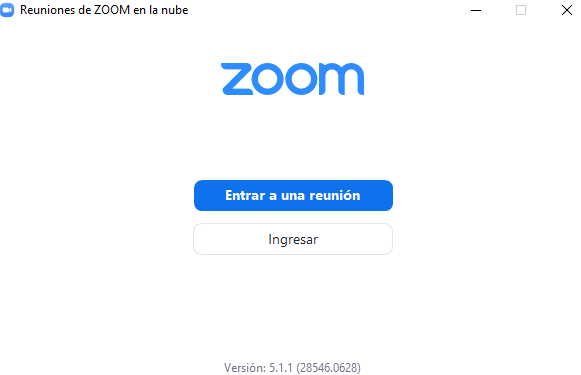 Reuniones de ZOOM en la nube
zoom
Entrar a una reunión
Ingresar
Versión: 5.1.1 (28546.0628)